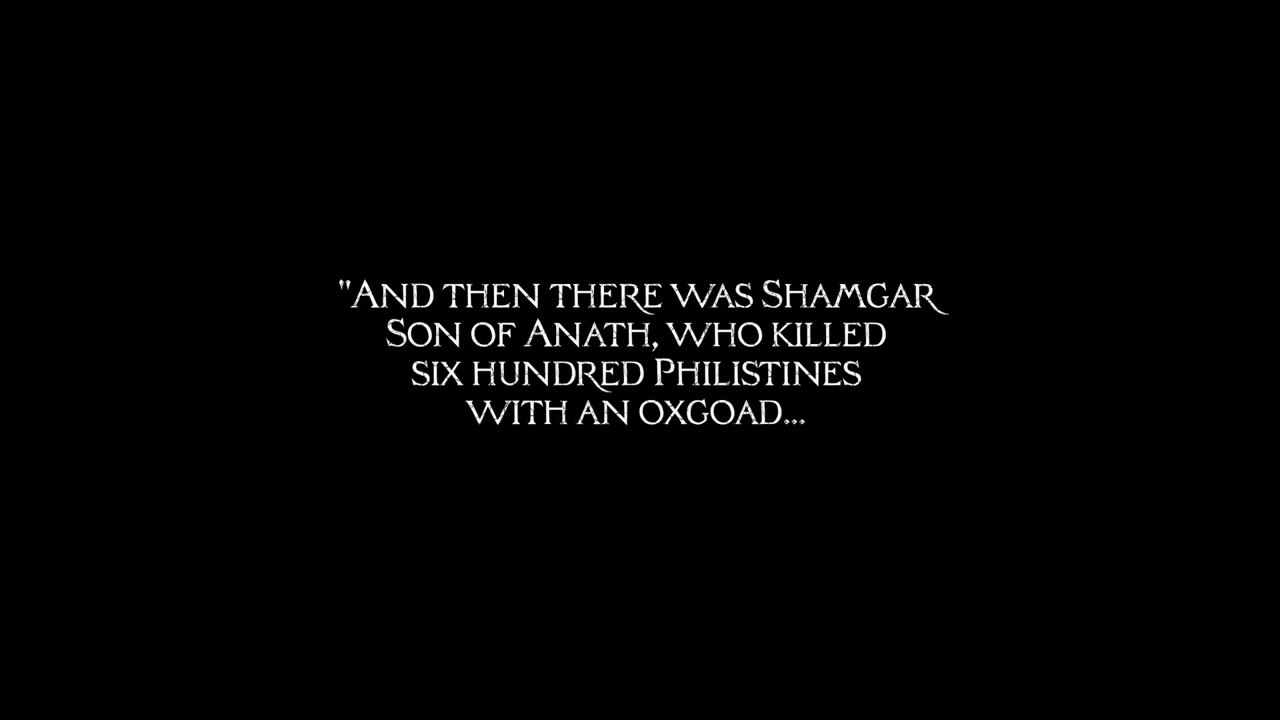 "And then there was Shamgar
Son of Anath, who killed
six hundred Philistines
with an oxgoad...